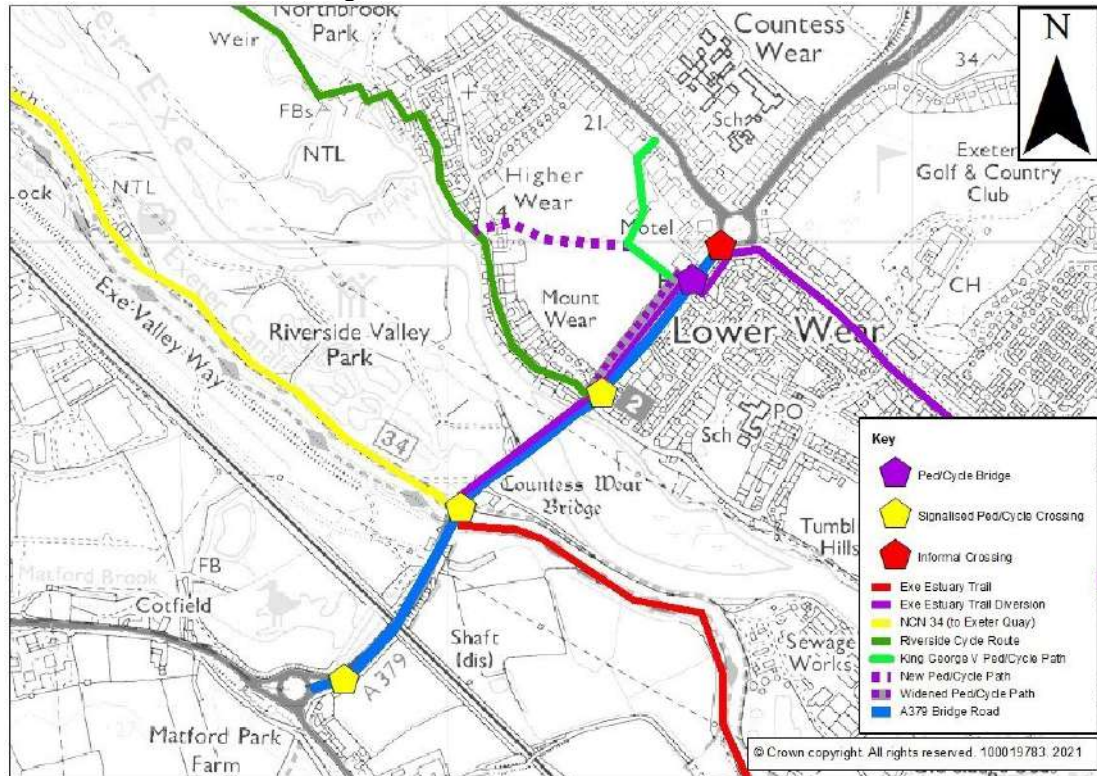 Northbrook
Park
Weir
Countess
Wear
N
34
FBs
21
Sch
NTL
Exeter
Golf & Country
Club
Higher
Wear
Lock
NTL
4
Motel
CH
Mount
Wear
Exe Valley Way
Riverside Valley
Park
Lower Wear
2
PO
Sch
34
Countess Wear
Bridge
Tumbl
Hills
FB
Matford Brook
Cotfield
Shaft
(dis)
A 379
Sewage
Works
Matford Park
Farm
Key
Ped/Cycle Bridge
Signalised Ped/Cycle Crossing
Informal Crossing
Exe Estuary Trail
Exe Estuary Trail Diversion
NCN 34 (to Exeter Quay)
Riverside Cycle Route
King George V Ped/Cycle Path
New Ped/Cycle Path
Widened Ped/Cycle Path
A379 Bridge Road
© Crown copyright. All rights reserved. 100019783. 2021